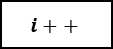 i + +